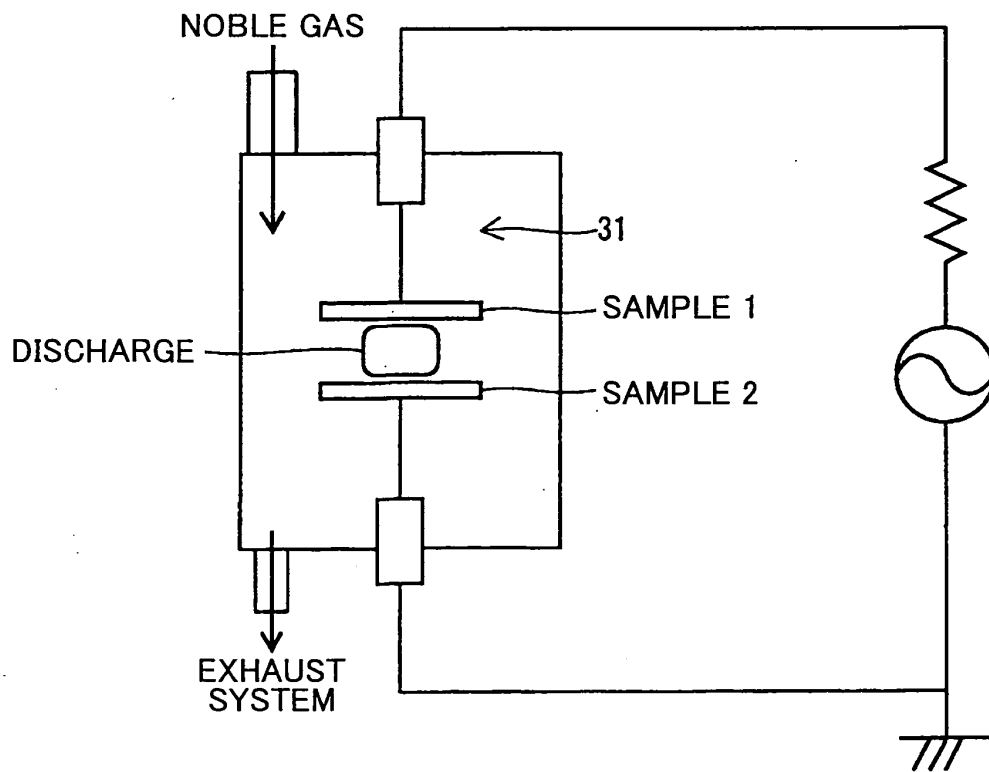 NOBLE GAS
31
SAMPLE 1
DISCHARGE
SAMPLE 2
EXHAUST
SYSTEM